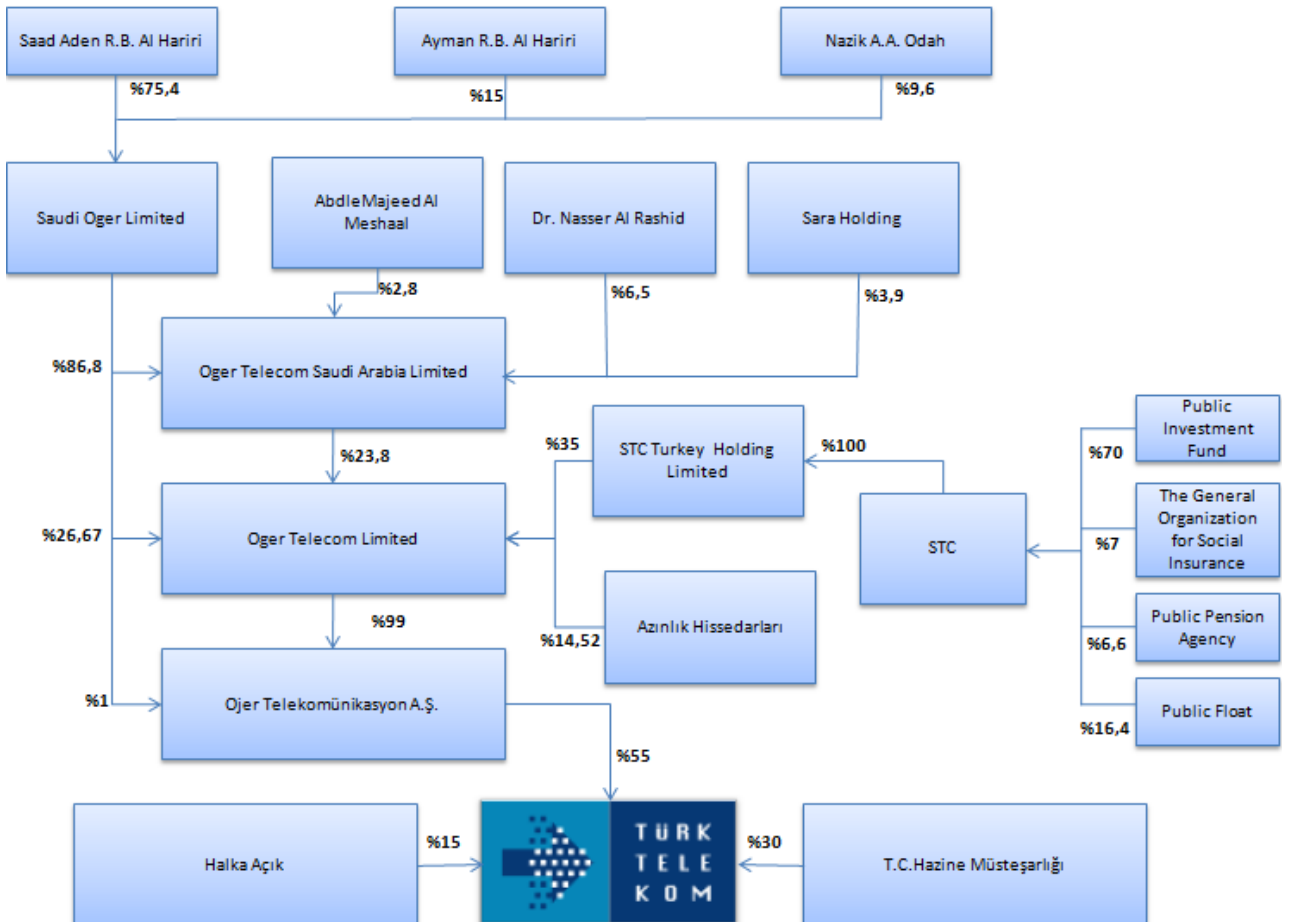 Saad Aden R.B. Al Hariri
Ayman R.B. Al Hariri
Nazik A.A. Odah
%75,4
%15
%9,6
Saudi Oger Limited
AbdleMajeed Al
Meshaal
Dr. Nasser Al Rashid
Sara Holding
%2,8
%6,5
%3,9
%86,8
Oger Telecom Saudi Arabia Limited
%23,8
%35
STC Turkey Holding
Limited
%100
Public
Investment
Fund
%70
%26,67
Oger Telecom Limited
STC
The General
Organization
for Social
Insurance
%7
%99
%14,52
Azınlık Hissedarları
Public Pension
Agency
%6,6
%1
Ojer Telekomünikasyon A.Ş.
Public Float
%16,4
%55
Halka Açık
%15
TÜRK
TELE
KOM
%30
T.C.Hazine Müsteşarlığı